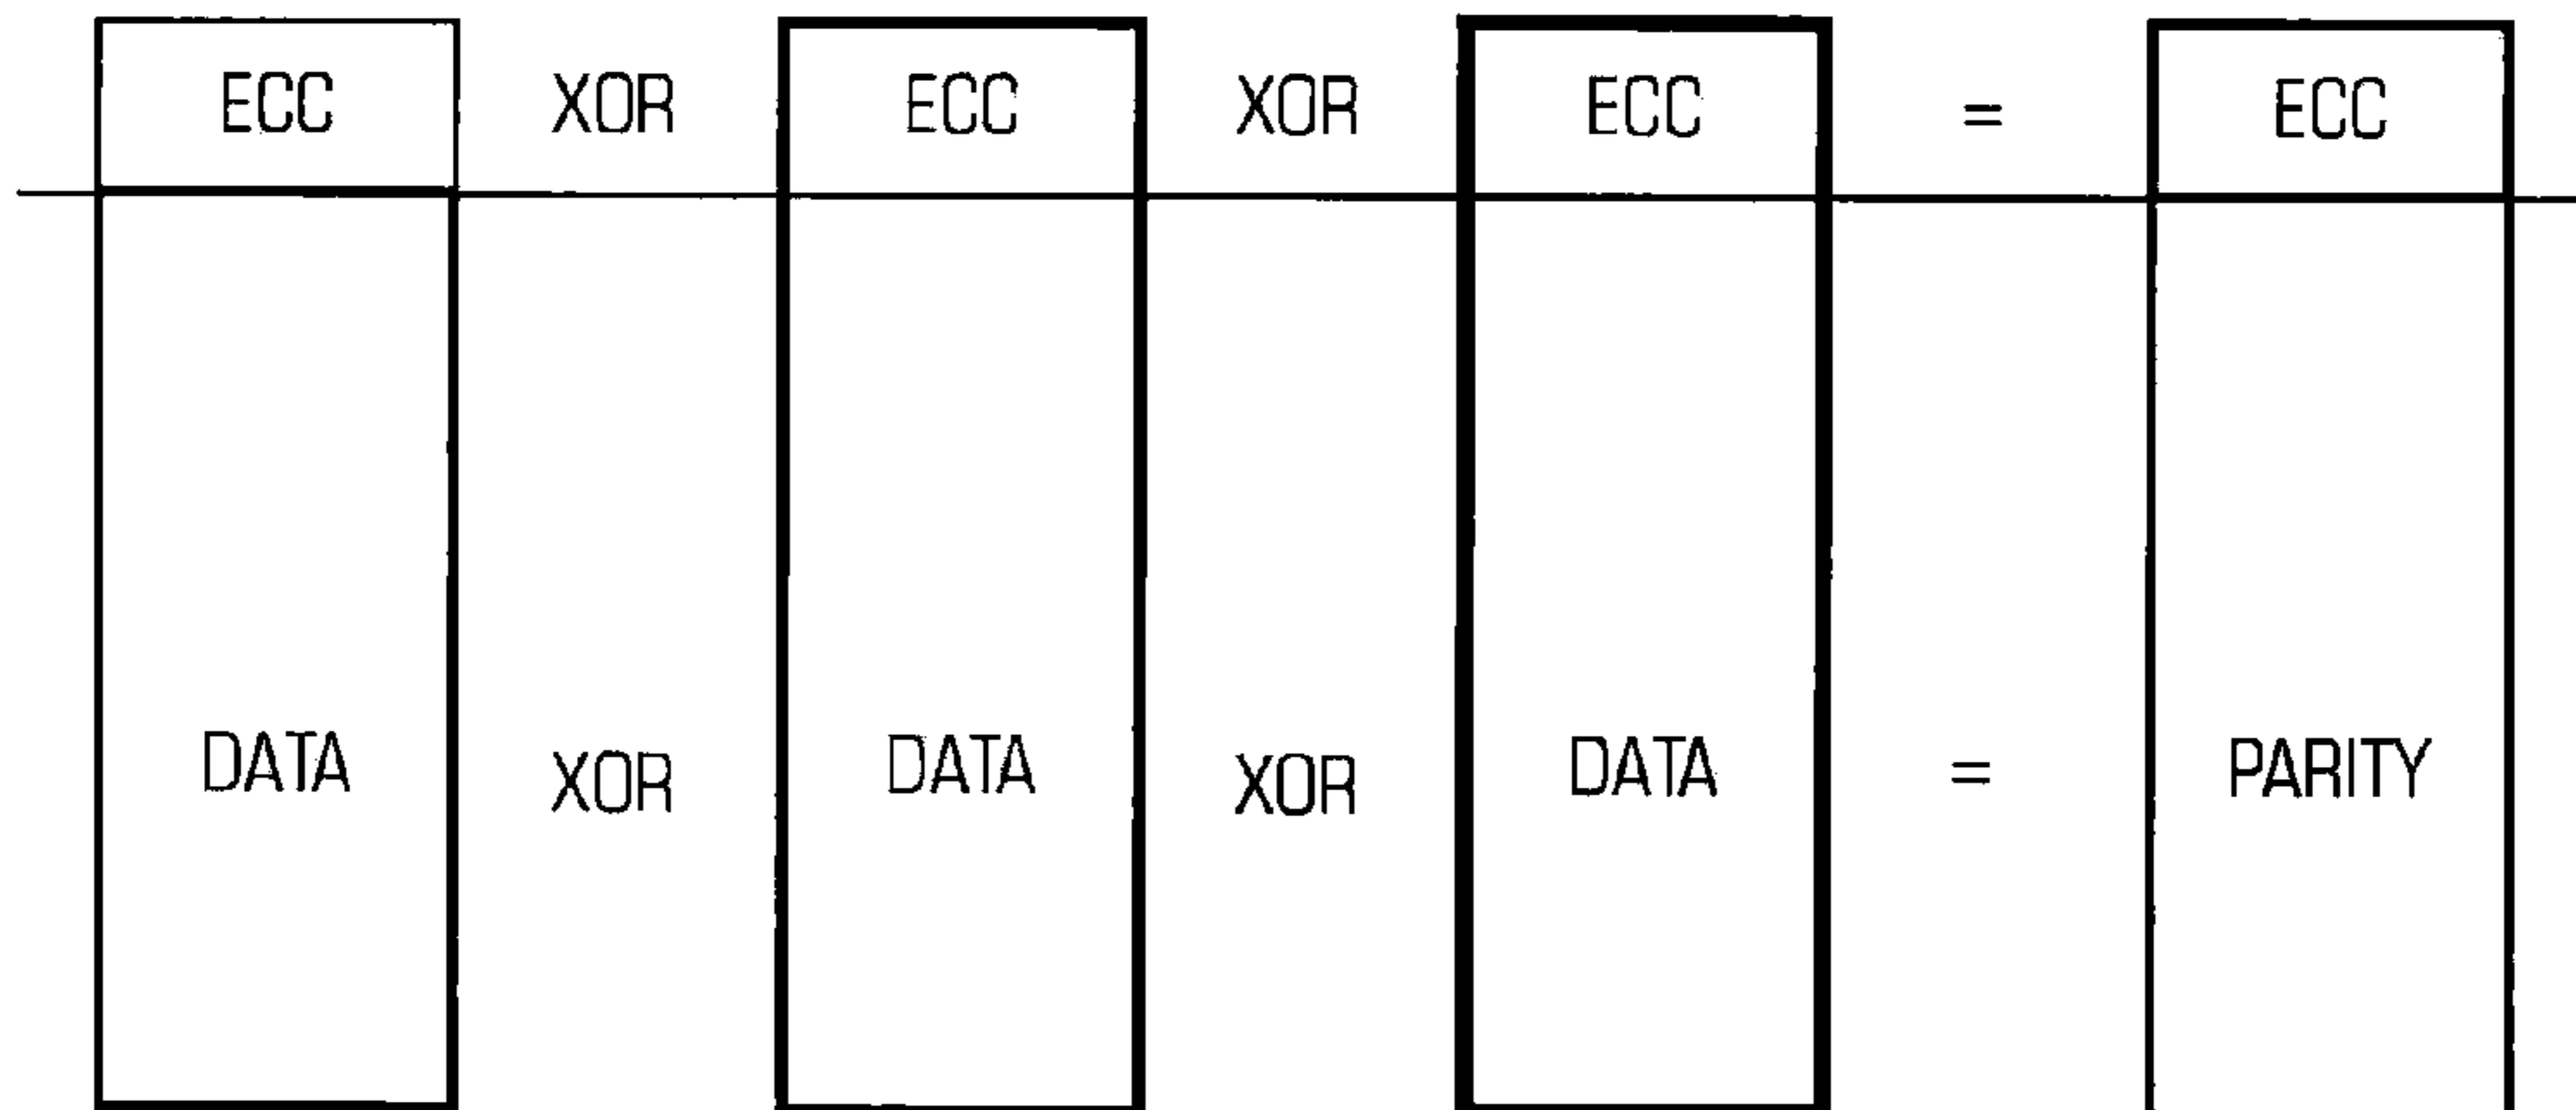 ECC XOR ECC XOR ECC = ECC
DATA XOR DATA XOR DATA = PARITY